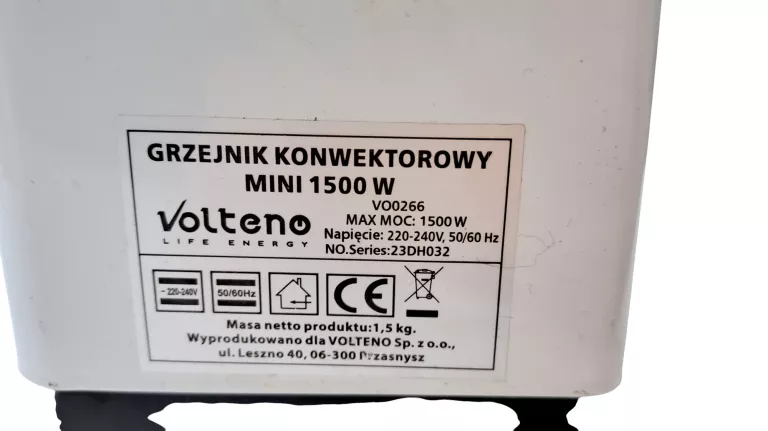 GRZEJNIK KONWEKTOROWY
MINI 1500 W
VO0266
Volteno
LIFE ENERGY
MAX MOC: 1500 W
Napięcie: 220-240V, 50/60 Hz
NO.Series:23DH032
~ 220-240V
50/60Hz
CE
Masa netto produktu:1,5 kg.
Wyprodukowano dla VOLTENO Sp. z o.o.,
ul. Leszno 40, 06-300 Przasnysz